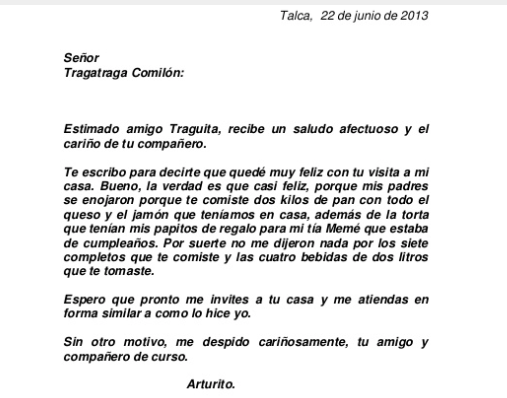 Talca, 22 de junio de 2013
Señor
Tragatraga Comilón:
Estimado amigo Traguita, recibe un saludo afectuoso y el
cariño de tu compañero.
Te escribo para decirte que quedé muy feliz con tu visita a mi
casa. Bueno, la verdad es que casi feliz, porque mis padres
se enojaron porque te comiste dos kilos de pan con todo el
queso y el jamón que teníamos en casa, además de la torta
que tenían mis papitos de regalo para mi tía Memé que estaba
de cumpleaños. Por suerte no me dijeron nada por los siete
completos que te comiste y las cuatro bebidas de dos litros
que te tomaste.
Espero que pronto me invites a tu casa y me atiendas en
forma similar a como lo hice yo.
Sin otro motivo, me despido cariñosamente, tu amigo y
compañero de curso.
Arturito.